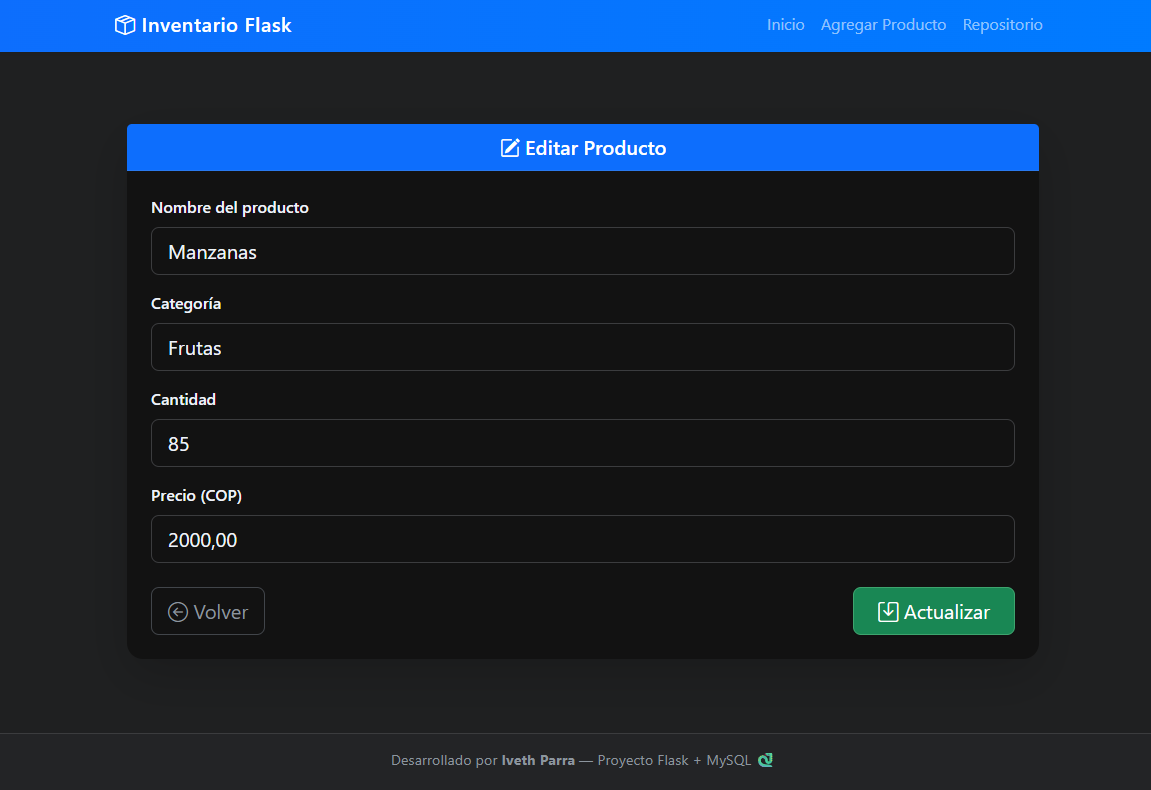 Inventario Flask
Inicio Agregar Producto Repositorio
Editar Producto
Nombre del producto
Manzanas
Categoría
Frutas
Cantidad
85
Precio (COP)
2000,00
Volver
Actualizar
Desarrollado por Iveth Parra — Proyecto Flask + MySQL